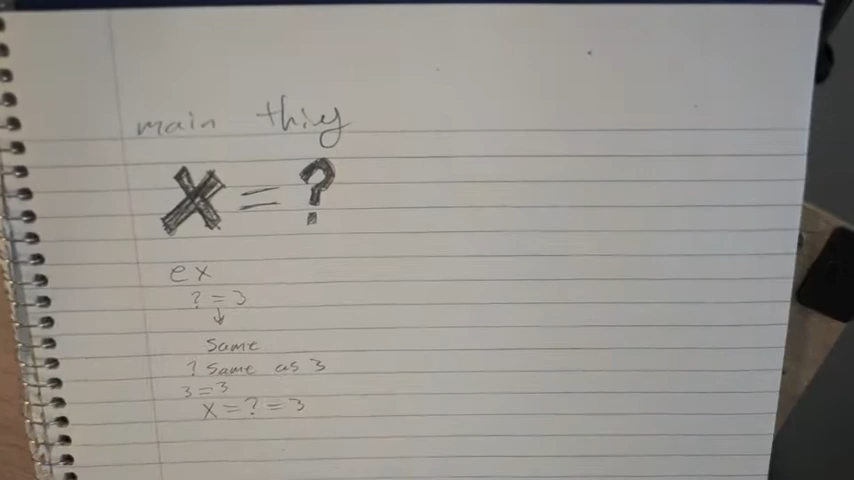 main thing
X = ?
ex
? = 3
↓
same
? same as 3
3 = 3
x = ? = 3